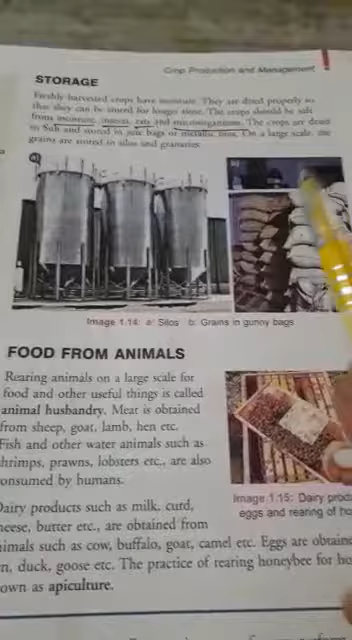 Crop Production and Management
STORAGE
Freshly harvested crops have moisture. They are dried properly so
that they can be stored for longer time. The crops should be safe
from moisture, insects, rats and microorganisms. The crops are dried
in Sun and stored in jute bags or metallic bins. On a large scale, the
grains are stored in silos and granaries.
a)
b)
Image 1.14: a: Silos b: Grains in gunny bags
FOOD FROM ANIMALS
Rearing animals on a large scale for
food and other useful things is called
animal husbandry. Meat is obtained
from sheep, goat, lamb, hen etc.
Fish and other water animals such as
shrimps, prawns, lobsters etc., are also
consumed by humans.
Image 1.15: Dairy prod
eggs and rearing of ho
Dairy products such as milk, curd,
heese, butter etc., are obtained from
nimals such as cow, buffalo, goat, camel etc. Eggs are obtaine
n, duck, goose etc. The practice of rearing honeybee for ho
own as apiculture.